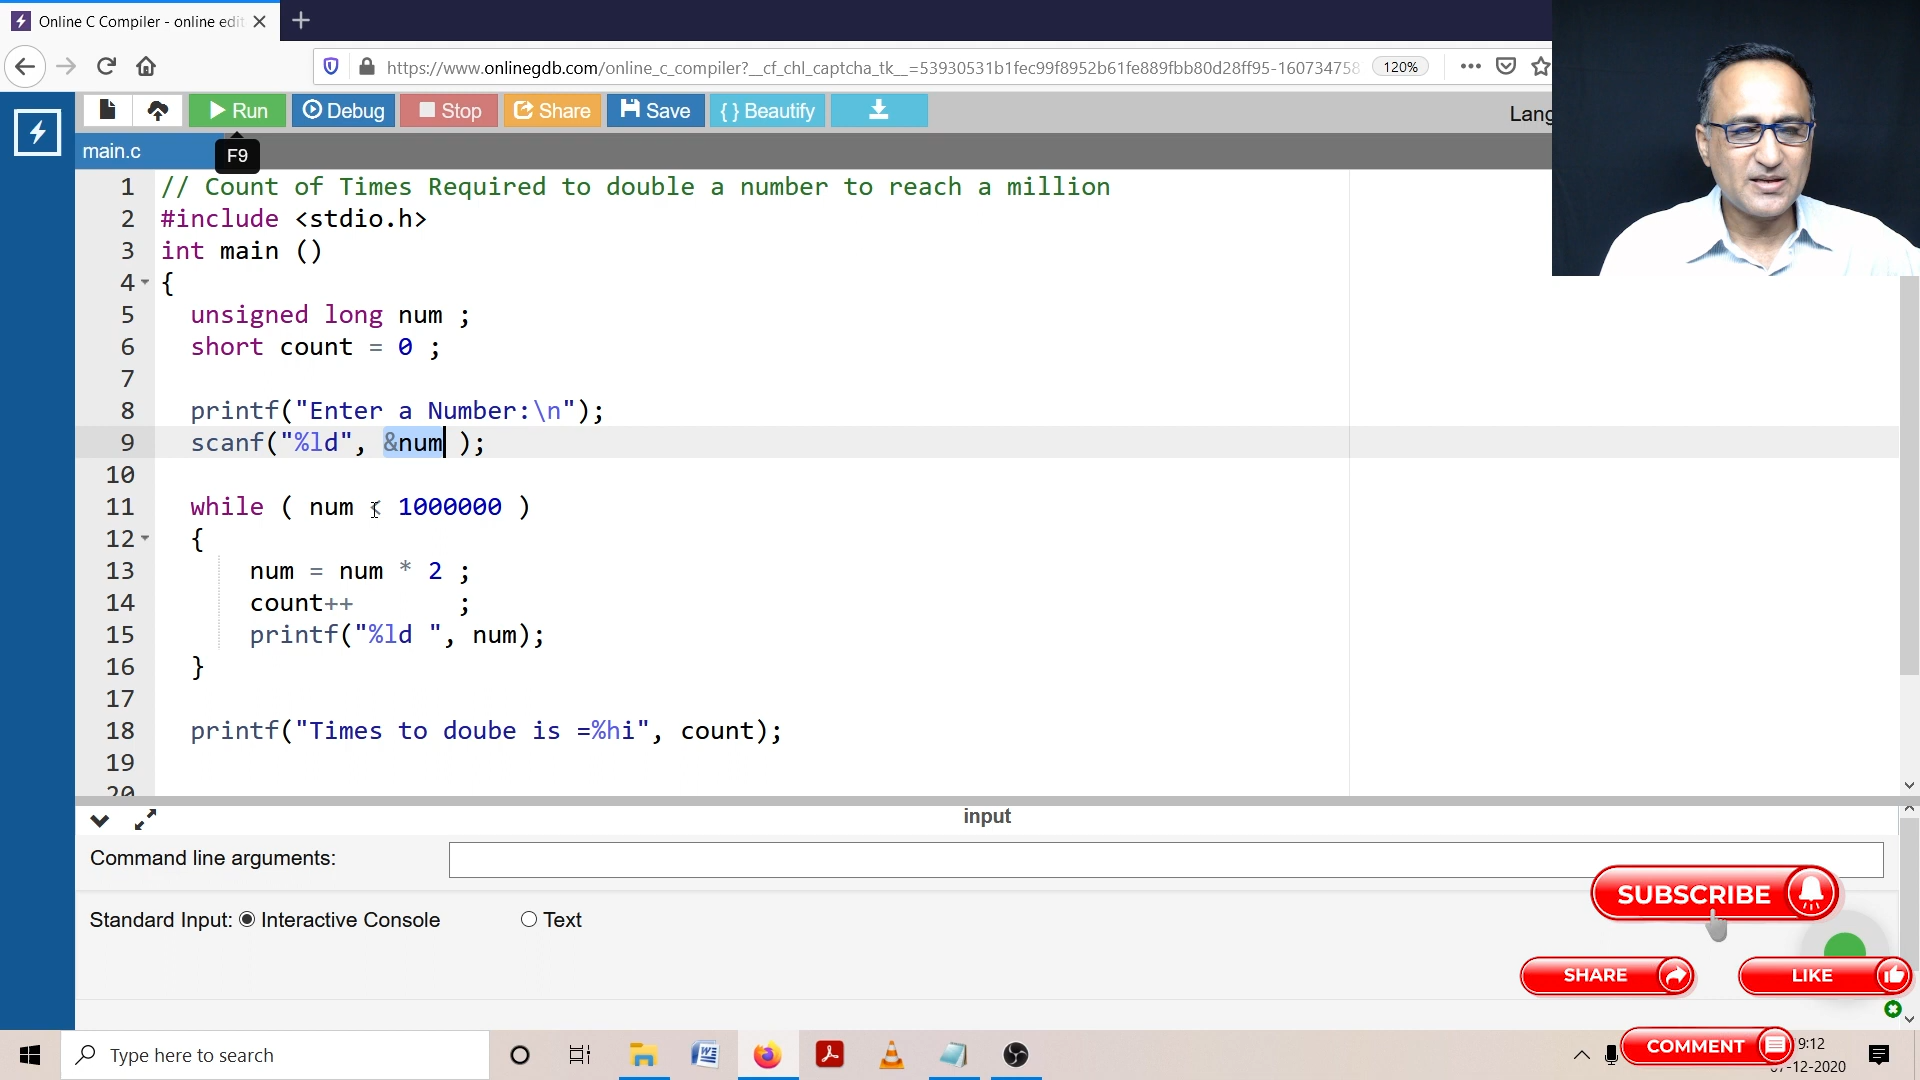 Online C Compiler - online edit
https://www.onlinegdb.com/online_c_compiler?__cf_chl_captcha_tk__=53930531b1fec99f8952b61fe889fbb80d28ff95-160734758
120%
Run
Debug
Stop
Share
Save
{ } Beautify
Lang
main.c
F9
1 // Count of Times Required to double a number to reach a million
2 #include <stdio.h>
3 int main ()
4 {
5 unsigned long num ;
6 short count = 0 ;
7
8 printf("Enter a Number:\n");
9 scanf("%ld", &num );
10
11 while ( num < 1000000 )
12 {
13 num = num * 2 ;
14 count++ ;
15 printf("%ld ", num);
16 }
17
18 printf("Times to doube is =%hi", count);
19
20
input
Command line arguments:
Standard Input: Interactive Console Text
SUBSCRIBE
SHARE
LIKE
COMMENT
Type here to search
9:12
-12-2020